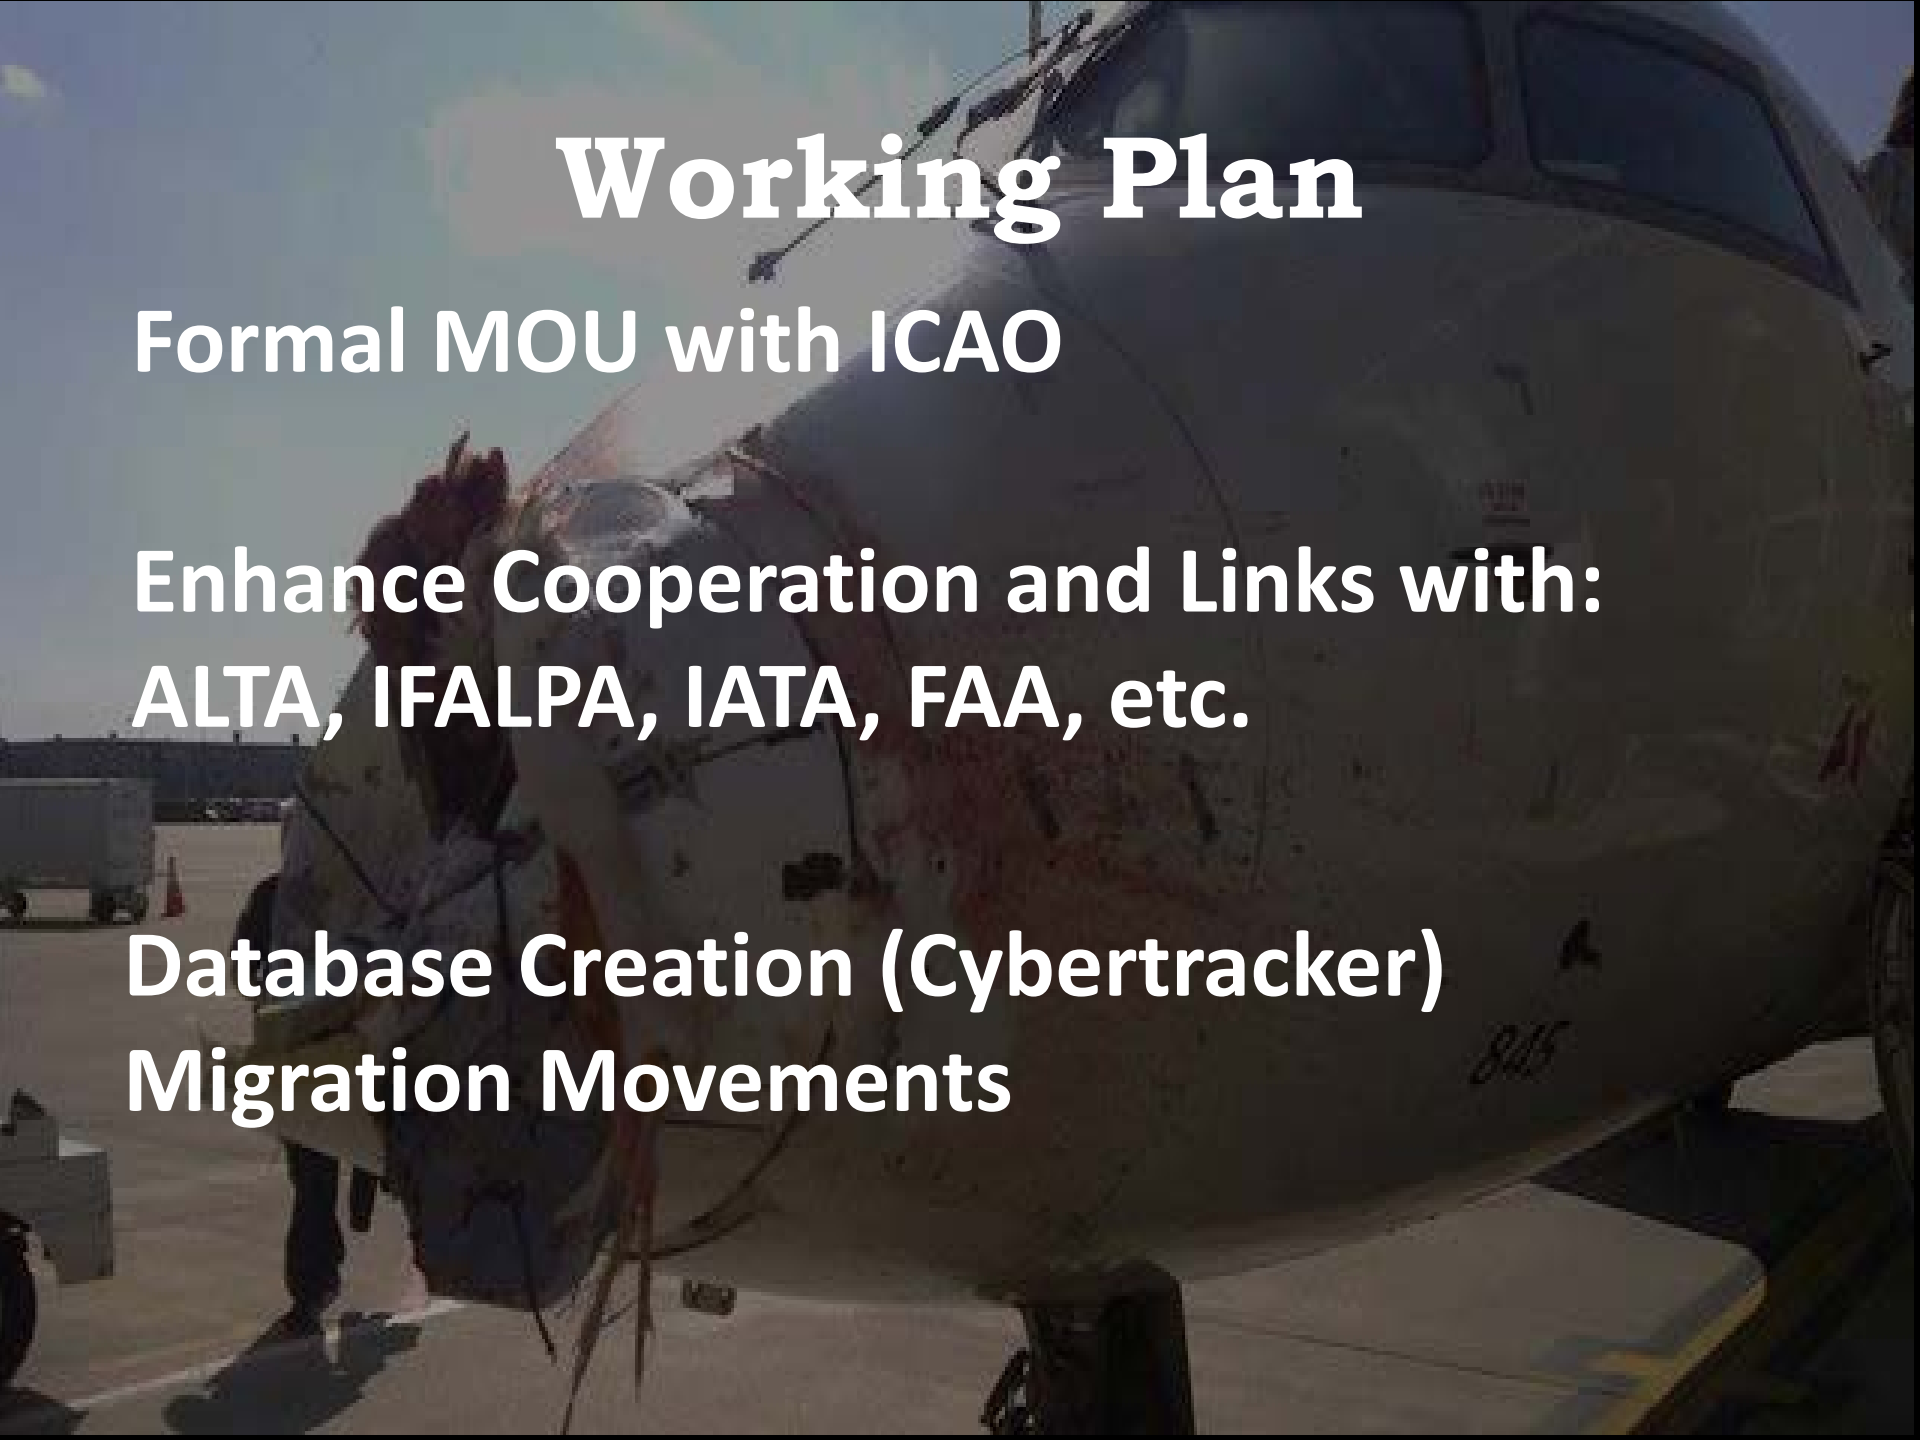 Working Plan
Formal MOU with ICAO
Enhance Cooperation and Links with:
ALTA, IFALPA, IATA, FAA, etc.
Database Creation (Cybertracker)
Migration Movements
845